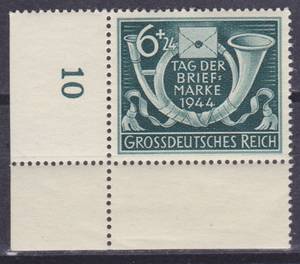 6+24
TAG DER
BRIEF=
MARKE
1944
GROSSDEUTSCHES REICH
10